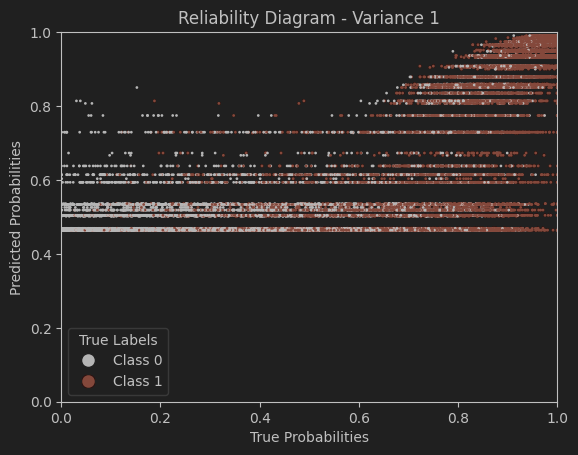 Reliability Diagram - Variance 1
1.0
0.8
0.6
0.4
0.2
0.0
Predicted Probabilities
True Labels
Class 0
Class 1
0.0 0.2 0.4 0.6 0.8 1.0
True Probabilities